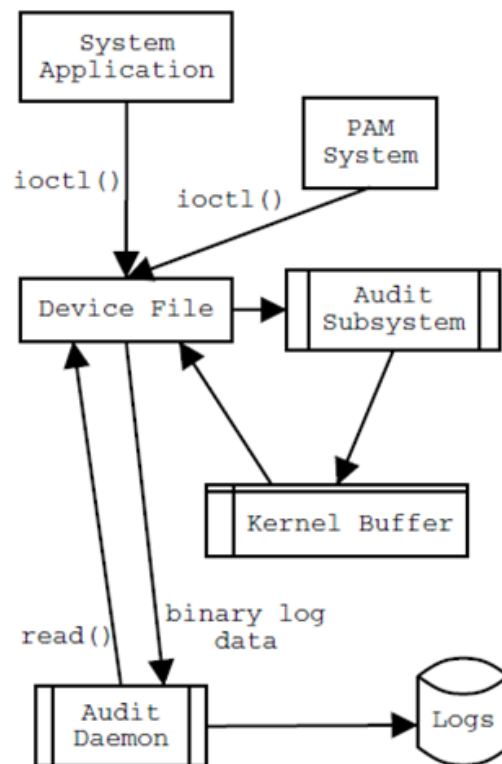 System
Application
PAM
System
ioctl()
ioctl()
Device File
Audit
Subsystem
Kernel Buffer
read()
binary log
data
Audit
Daemon
Logs